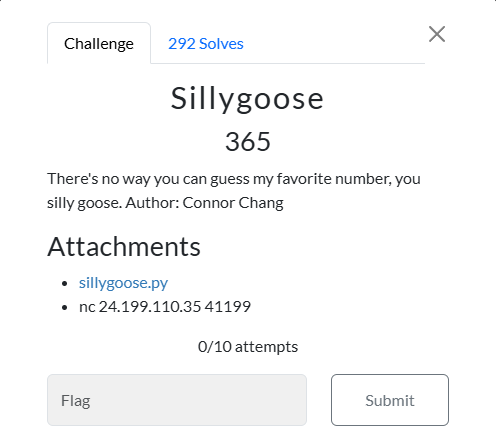 Challenge
292 Solves
Sillygoose
365
There's no way you can guess my favorite number, you
silly goose. Author: Connor Chang
Attachments
sillygoose.py
nc 24.199.110.35 41199
0/10 attempts
Flag
Submit